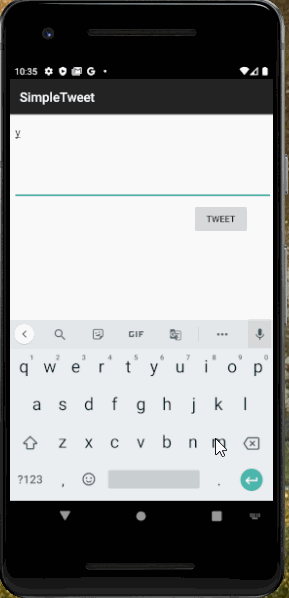 10:35 G
SimpleTweet
y
TWEET
GIF
1 2 3 4 5 6 7 8 9 0
q w e r t y u i o p
a s d f g h j k l
z x c v b n m
?123 , .